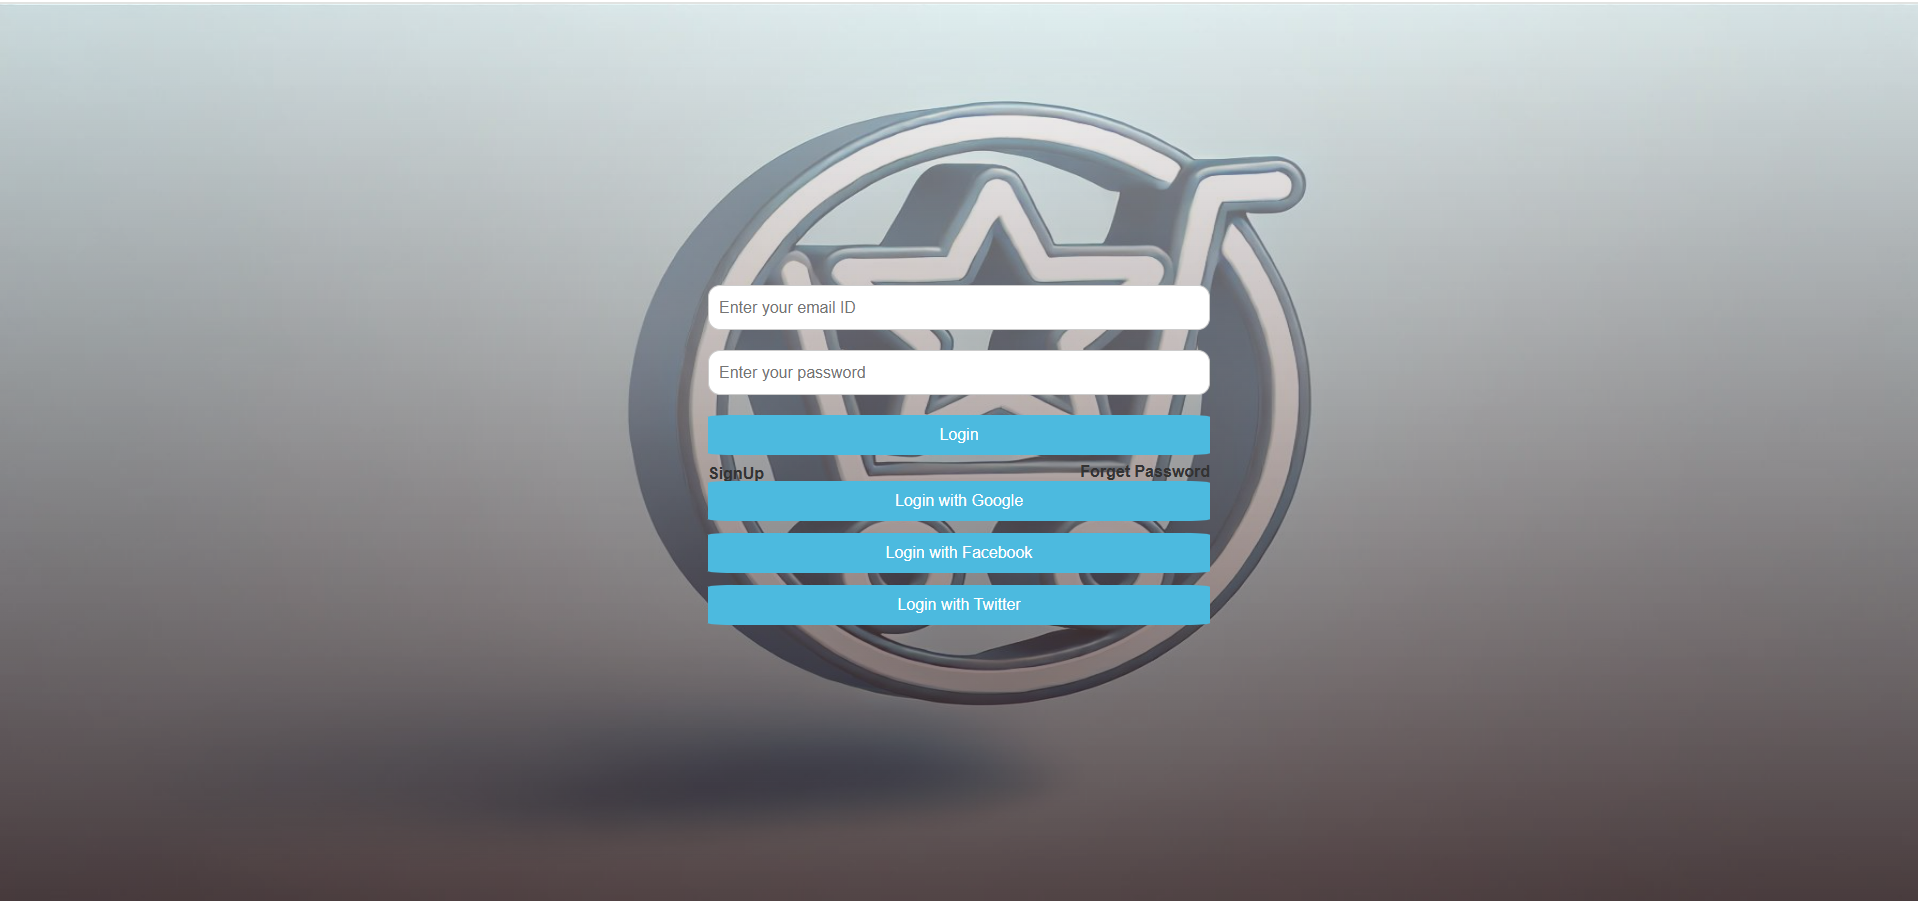 Enter your email ID
Enter your password
Login
SignUp
Forget Password
Login with Google
Login with Facebook
Login with Twitter